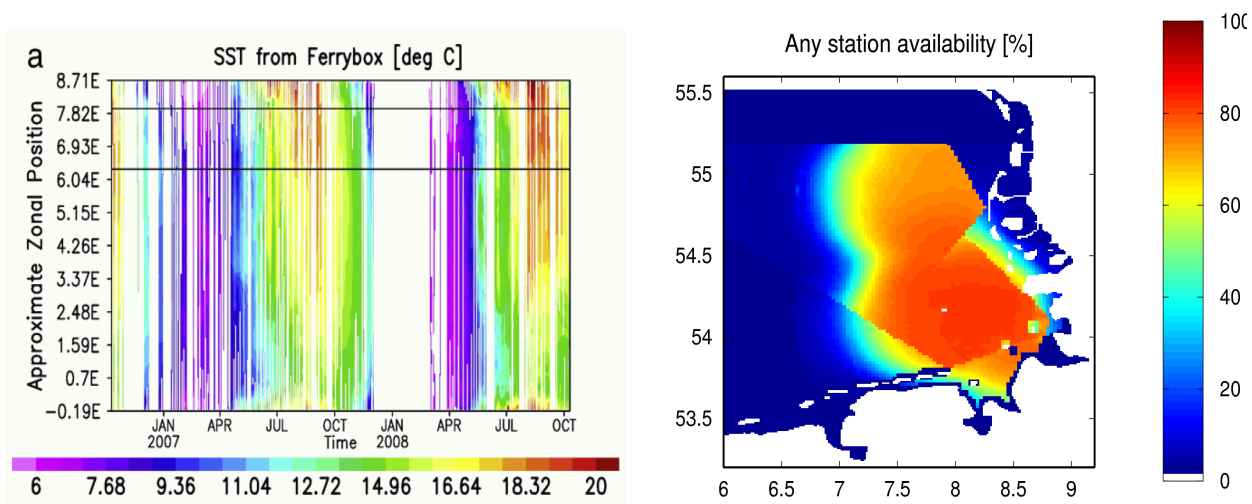 a
SST from Ferrybox [deg C]
Approximate Zonal Position
8.71E
7.82E
6.93E
6.04E
5.15E
4.26E
3.37E
2.48E
1.59E
0.7E
−0.19E
JAN APR JUL OCT JAN APR JUL OCT
2007 Time 2008
6 7.68 9.36 11.04 12.72 14.96 16.64 18.32 20
Any station availability [%]
55.5
55
54.5
54
53.5
6 6.5 7 7.5 8 8.5 9
100
80
60
40
20
0